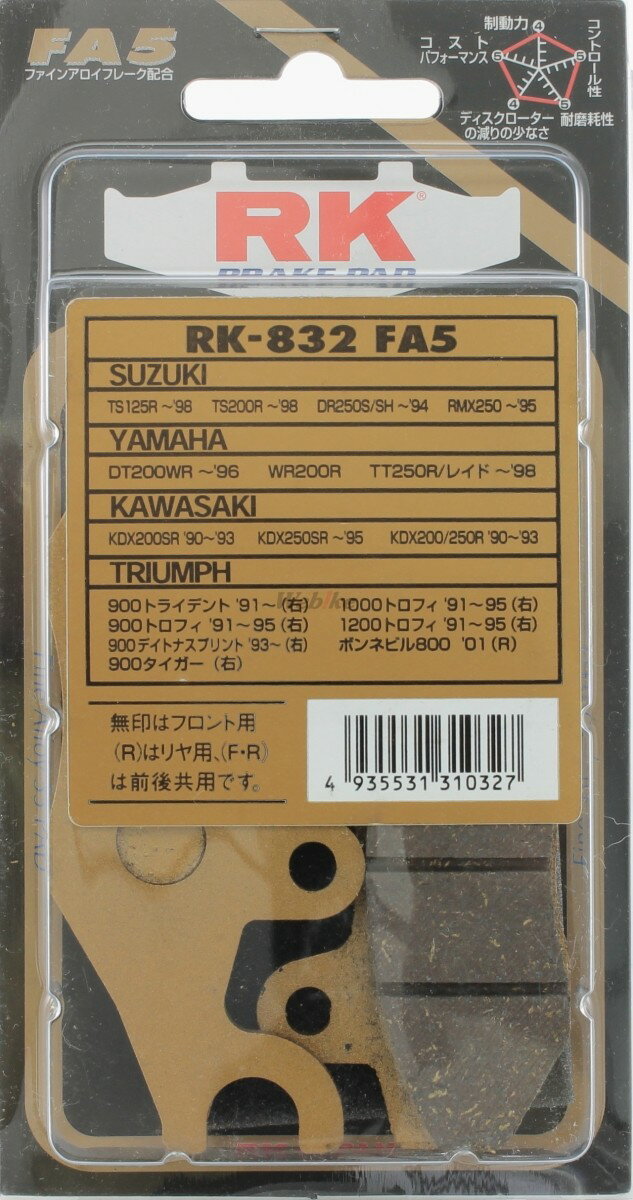 FA5
ファインアロイフレーク配合
制動力
コスト
パフォーマンス
コントロール性
ディスクローター
の減りの少なさ
耐磨耗性
4
5
5
4
5
RK®
BRAKE PAD
RK-832 FA5
SUZUKI
TS125R ～'98 TS200R ～'98 DR250S/SH ～'94 RMX250 ～'95
YAMAHA
DT200WR ～'96 WR200R TT250R/レイド ～'98
KAWASAKI
KDX200SR '90～'93 KDX250SR ～'95 KDX200/250R '90～'93
TRIUMPH
900トライデント '91～(右) 1000トロフィ '91～95 (右)
900トロフィ '91～95 (右) 1200トロフィ '91～95 (右)
900デイトナスプリント '93～(右) ボンネビル800 '01 (R)
900タイガー (右)
Webike
無印はフロント用
(R)はリヤ用、(F・R)
は前後共用です。
4 935531 310327